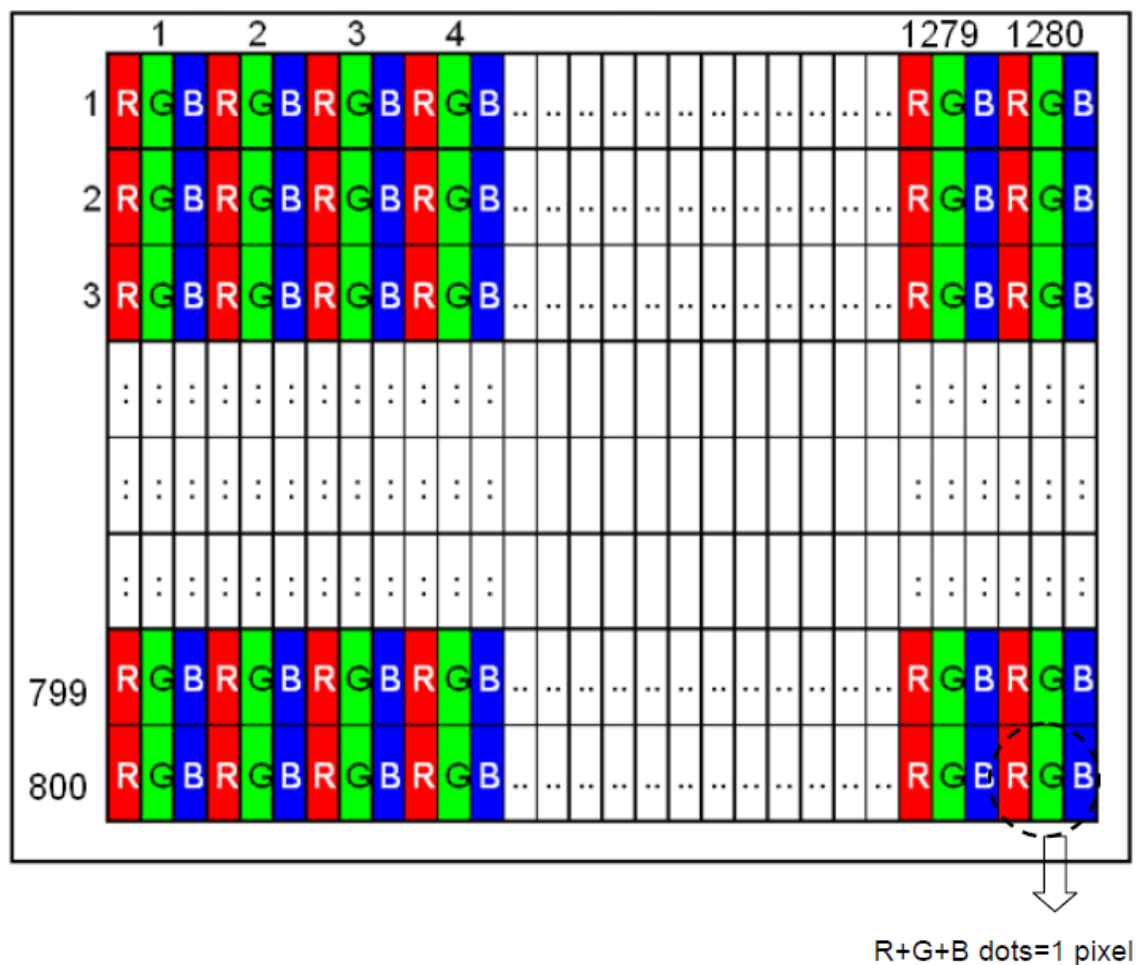 1 2 3 4 1279 1280
1 R G B R G B R G B R G B .. .. .. .. .. .. .. .. .. .. .. .. R G B R G B
2 R G B R G B R G B R G B .. .. .. .. .. .. .. .. .. .. .. .. R G B R G B
3 R G B R G B R G B R G B .. .. .. .. .. .. .. .. .. .. .. .. R G B R G B
: : : : : : : : : : : : : : : : : :
: : : : : : : : : : : : : : : : : :
: : : : : : : : : : : : : : : : : :
799 R G B R G B R G B R G B .. .. .. .. .. .. .. .. .. .. .. .. R G B R G B
800 R G B R G B R G B R G B .. .. .. .. .. .. .. .. .. .. .. .. R G B R G B
R+G+B dots=1 pixel